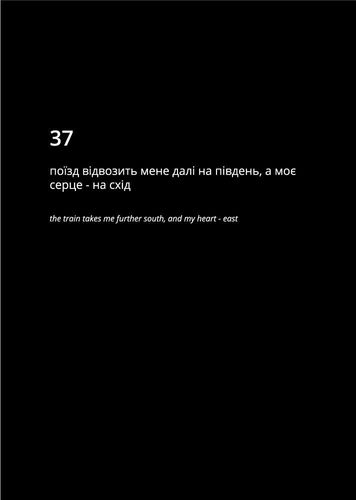 37
поїзд відвозить мене далі на південь, а моє
серце - на схід
the train takes me further south, and my heart - east